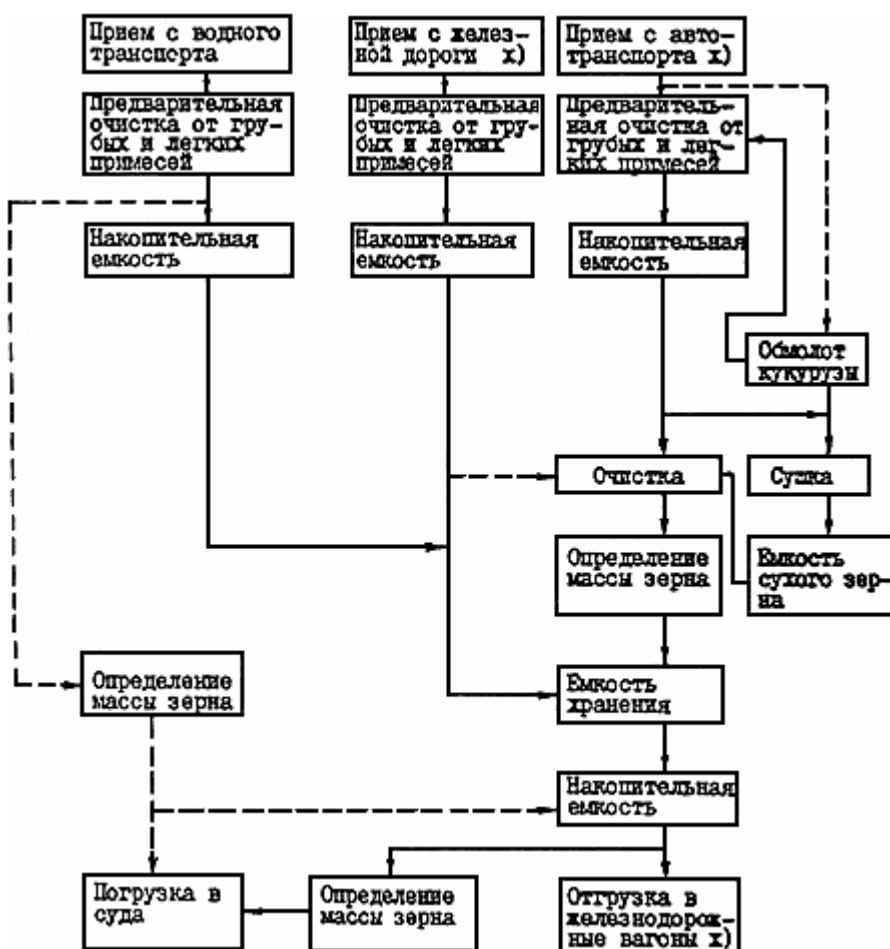 Прием с водного
транспорта
Прием с желез-
ной дороги х)
Прием с авто-
транспорта х)
Предварительная
очистка от гру-
бых и легких
примесей
Предварительная
очистка от гру-
бых и легких
примесей
Предваритель-
ная очистка от
грубых и лег-
ких примесей
Накопительная
емкость
Накопительная
емкость
Накопительная
емкость
Обмолот
кукурузы
Очистка
Сушка
Определение
массы зерна
Емкость
сухого зер-
на
Определение
массы зерна
Емкость
хранения
Накопительная
емкость
Погрузка в
суда
Определение
массы зерна
Отгрузка в
железнодорож-
ные вагоны х)